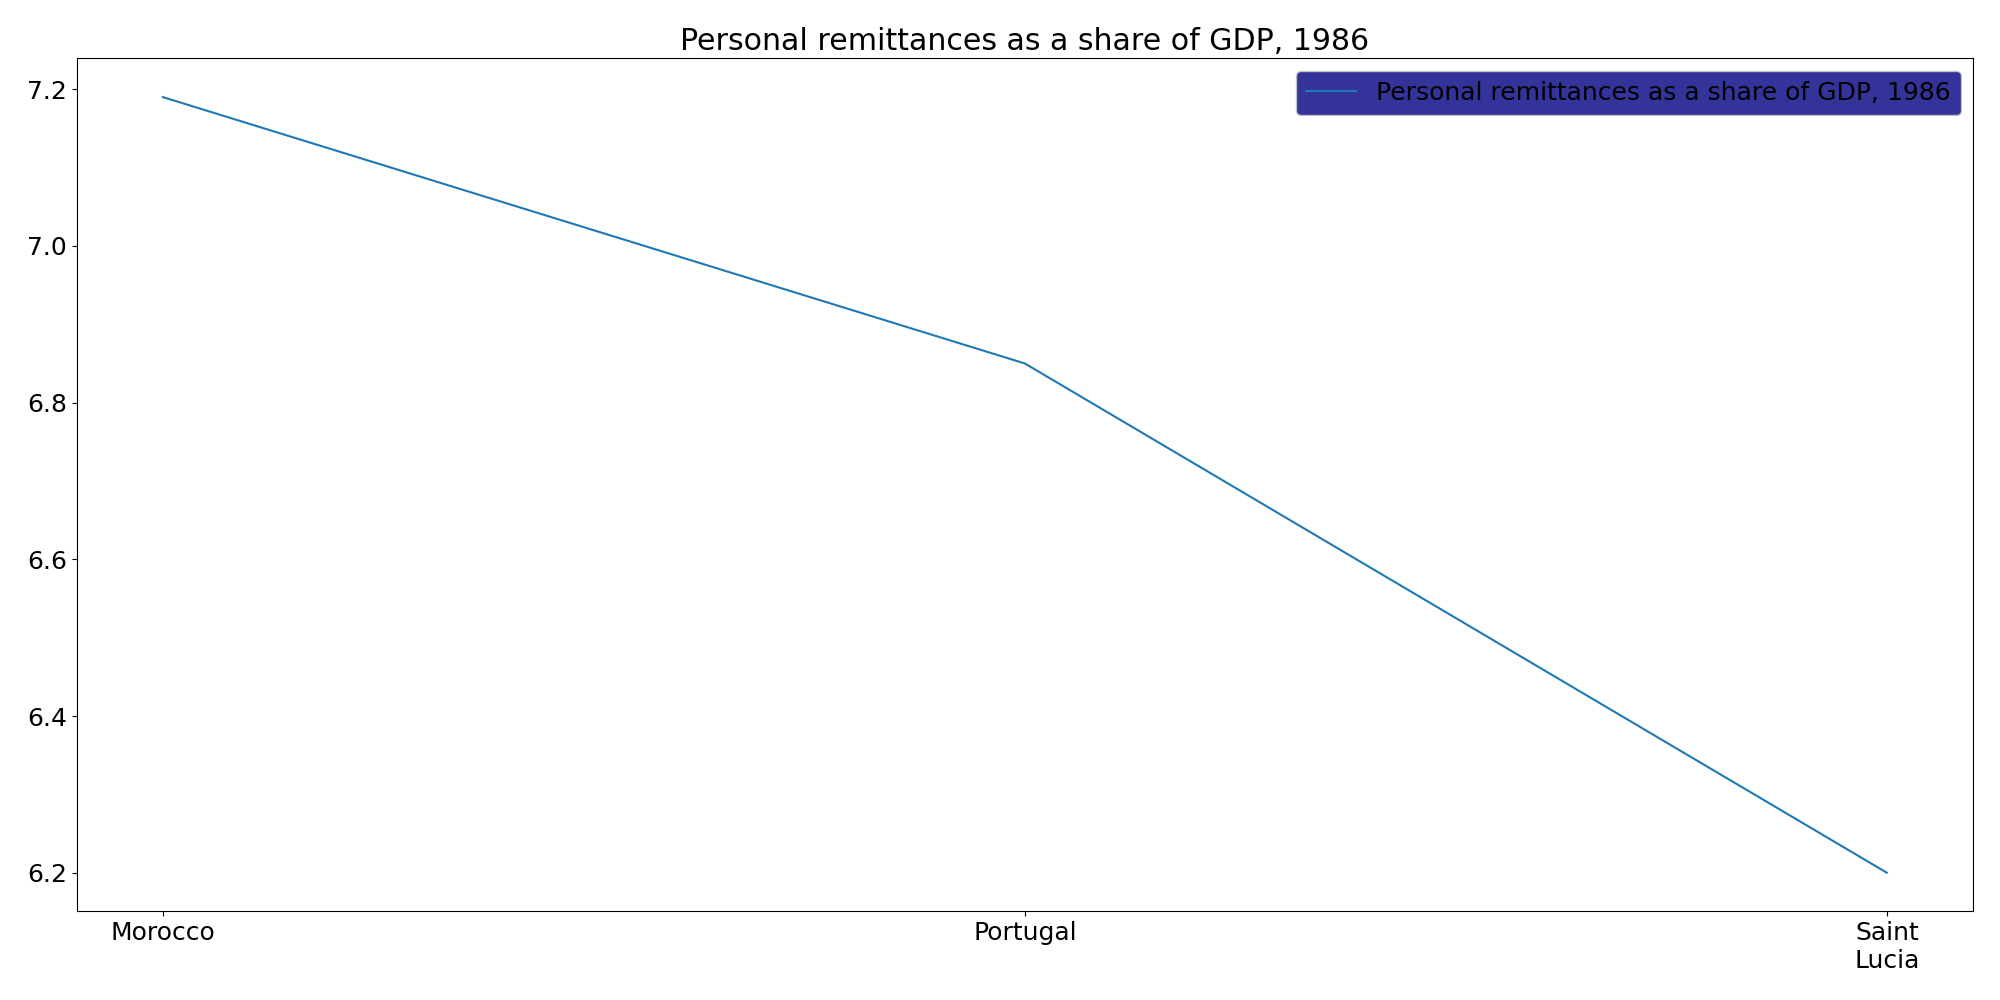 Personal remittances as a share of GDP, 1986
Personal remittances as a share of GDP, 1986
7.2
7.0
6.8
6.6
6.4
6.2
Morocco
Portugal
Saint
Lucia